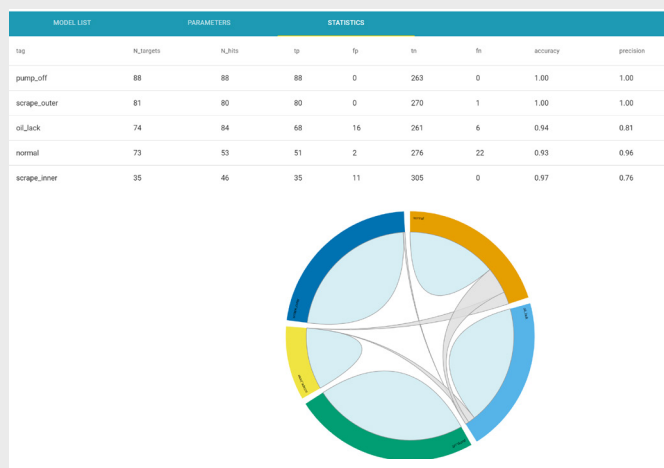 MODEL LIST PARAMETERS STATISTICS
tag N_targets N_hits tp fp tn fn accuracy precision
pump_off 88 88 88 0 263 0 1.00 1.00
scrape_outer 81 80 80 0 270 1 1.00 1.00
oil_lack 74 84 68 16 261 6 0.94 0.81
normal 73 53 51 2 276 22 0.93 0.96
scrape_inner 35 46 35 11 305 0 0.97 0.76
normal